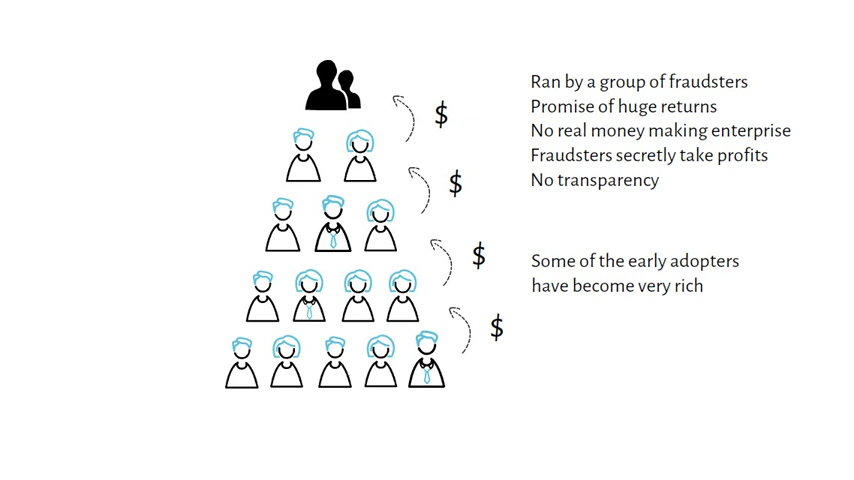 $
Ran by a group of fraudsters
Promise of huge returns
No real money making enterprise
Fraudsters secretly take profits
No transparency
$
$
Some of the early adopters
have become very rich
$